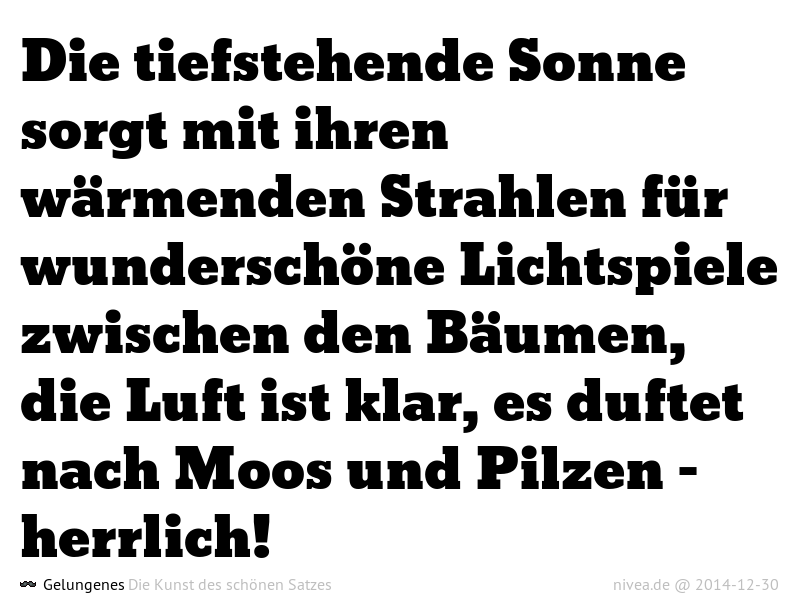 Die tiefstehende Sonne
sorgt mit ihren
wärmenden Strahlen für
wunderschöne Lichtspiele
zwischen den Bäumen,
die Luft ist klar, es duftet
nach Moos und Pilzen -
herrlich!
Gelungenes Die Kunst des schönen Satzes nivea.de @ 2014-12-30